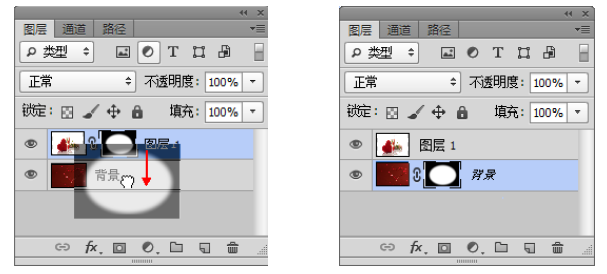 图层 通道 路径
类型
T
正常 不透明度: 100%
锁定: 填充: 100%
图层 1
背景
fx
图层 通道 路径
类型
T
正常 不透明度: 100%
锁定: 填充: 100%
图层 1
背景
fx